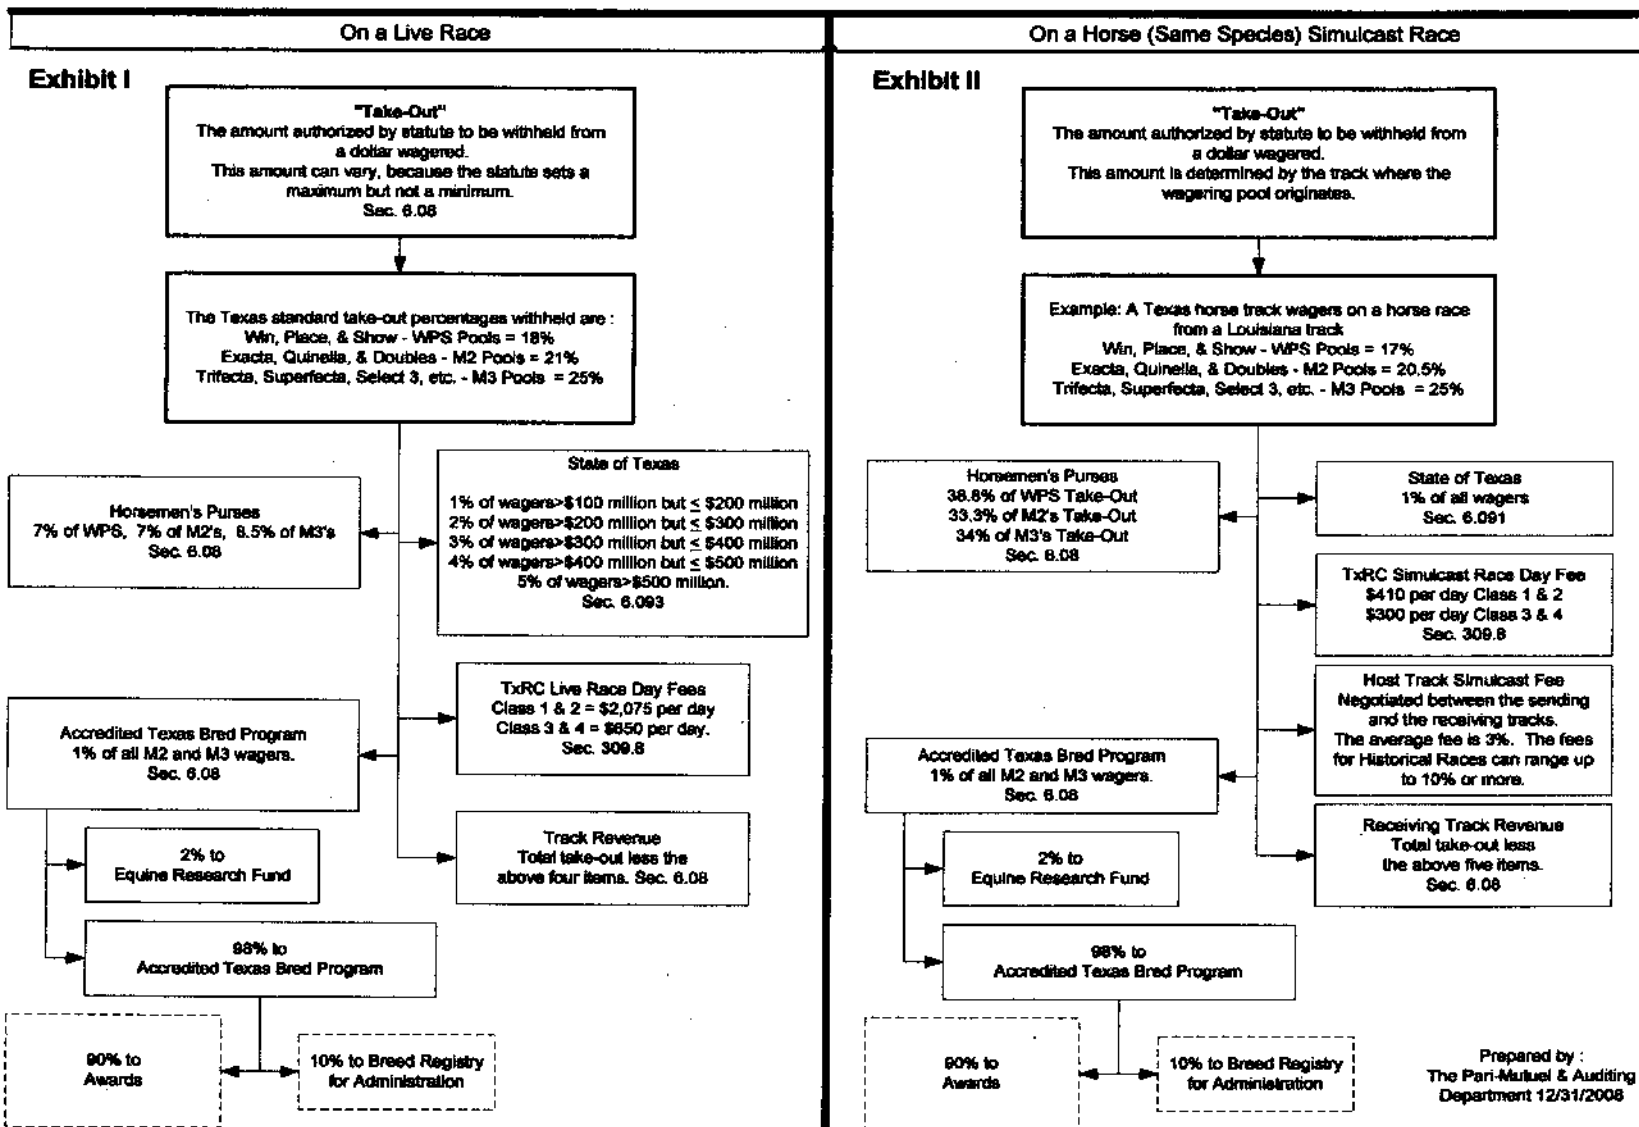 On a Live Race
Exhibit I
"Take-Out"
The amount authorized by statute to be withheld from
a dollar wagered.
This amount can vary, because the statute sets a
maximum but not a minimum.
Sec. 6.08
The Texas standard take-out percentages withheld are :
Win, Place, & Show - WPS Pools = 18%
Exacta, Quinella, & Doubles - M2 Pools = 21%
Trifecta, Superfecta, Select 3, etc. - M3 Pools = 25%
Horsemen's Purses
7% of WPS, 7% of M2's, 8.5% of M3's
Sec. 6.08
State of Texas
1% of wagers>$100 million but ≤ $200 million
2% of wagers>$200 million but ≤ $300 million
3% of wagers>$300 million but ≤ $400 million
4% of wagers>$400 million but ≤ $500 million
5% of wagers>$500 million.
Sec. 6.093
TxRC Live Race Day Fees
Class 1 & 2 = $2,075 per day
Class 3 & 4 = $650 per day.
Sec. 309.8
Accredited Texas Bred Program
1% of all M2 and M3 wagers.
Sec. 6.08
Track Revenue
Total take-out less the
above four items. Sec. 6.08
2% to
Equine Research Fund
98% to
Accredited Texas Bred Program
90% to
Awards
10% to Breed Registry
for Administration
On a Horse (Same Species) Simulcast Race
Exhibit II
"Take-Out"
The amount authorized by statute to be withheld from
a dollar wagered.
This amount is determined by the track where the
wagering pool originates.
Example: A Texas horse track wagers on a horse race
from a Louisiana track
Win, Place, & Show - WPS Pools = 17%
Exacta, Quinella, & Doubles - M2 Pools = 20.5%
Trifecta, Superfecta, Select 3, etc. - M3 Pools = 25%
Horsemen's Purses
38.8% of WPS Take-Out
33.3% of M2's Take-Out
34% of M3's Take-Out
Sec. 6.08
State of Texas
1% of all wagers
Sec. 6.091
TxRC Simulcast Race Day Fee
$410 per day Class 1 & 2
$300 per day Class 3 & 4
Sec. 309.8
Host Track Simulcast Fee
Negotiated between the sending
and the receiving tracks.
The average fee is 3%. The fees
for Historical Races can range up
to 10% or more.
Accredited Texas Bred Program
1% of all M2 and M3 wagers.
Sec. 6.08
Receiving Track Revenue
Total take-out less
the above five items.
Sec. 6.08
2% to
Equine Research Fund
98% to
Accredited Texas Bred Program
90% to
Awards
10% to Breed Registry
for Administration
Prepared by :
The Pari-Mutuel & Auditing
Department 12/31/2008